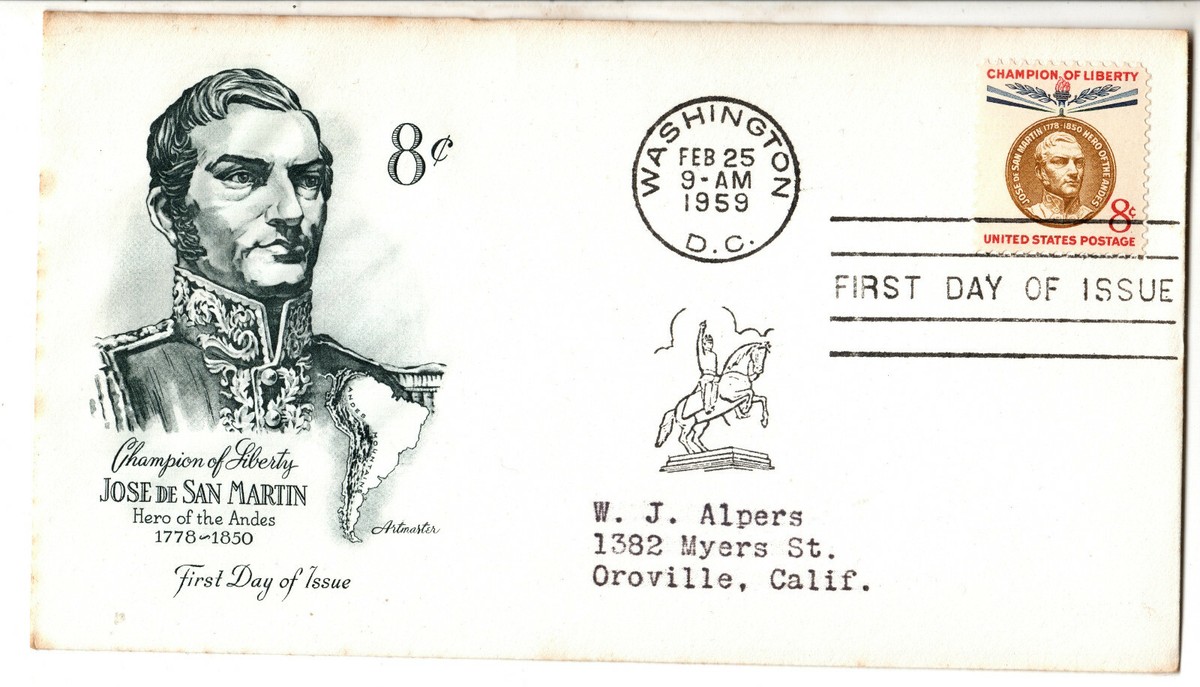 8¢
Champion of Liberty
JOSE DE SAN MARTIN
Hero of the Andes
1778~1850
First Day of Issue
Artmaster
ANDES MOUNTAINS
WASHINGTON
FEB 25
9-AM
1959
D.C.
CHAMPION OF LIBERTY
JOSE DE SAN MARTIN 1778-1850 HERO OF THE ANDES
8¢
UNITED STATES POSTAGE
FIRST DAY OF ISSUE
W. J. Alpers
1382 Myers St.
Oroville, Calif.